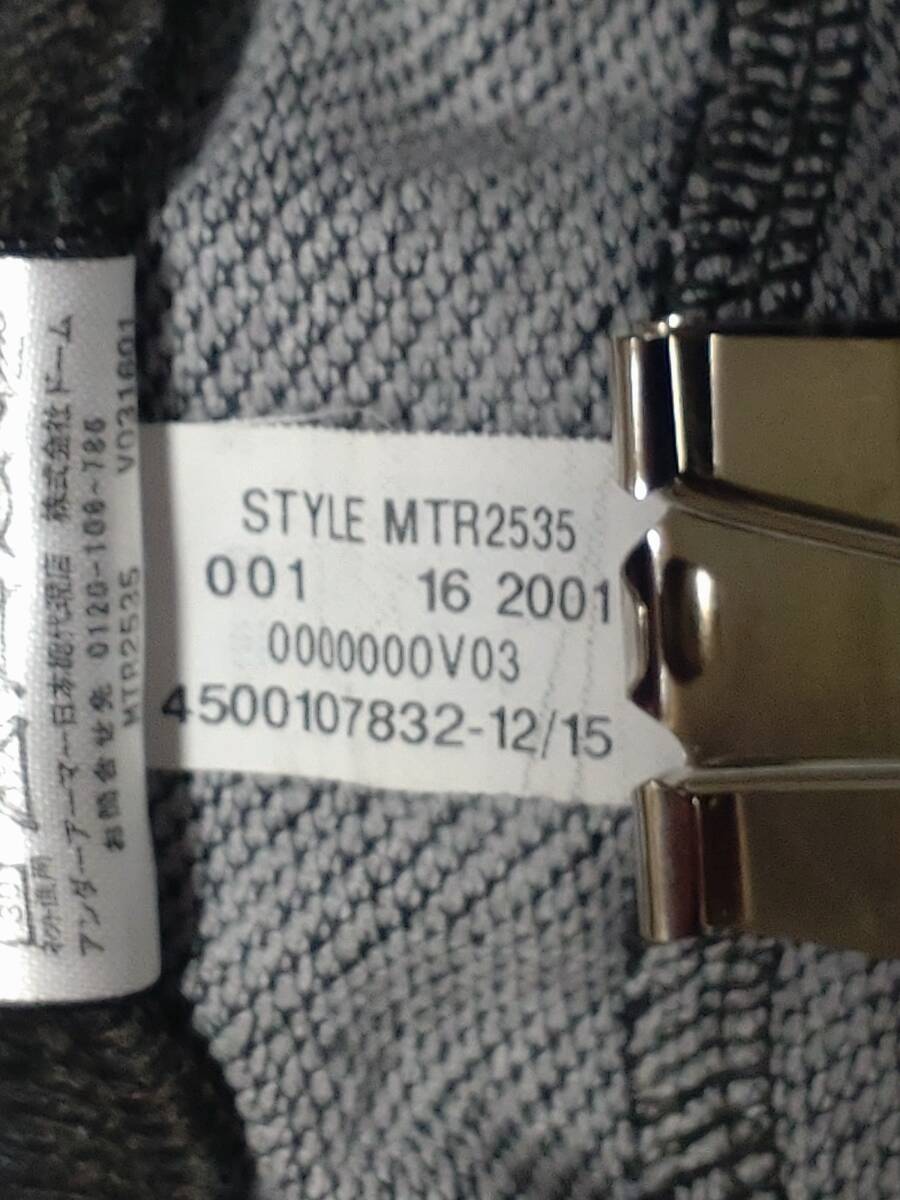 STYLE MTR2535
001 16 2001
0000000V03
4500107832-12/15
MTR2535 V031601
お問合せ先 0120-106-786
アンダーアーマー日本総代理店 株式会社ドーム